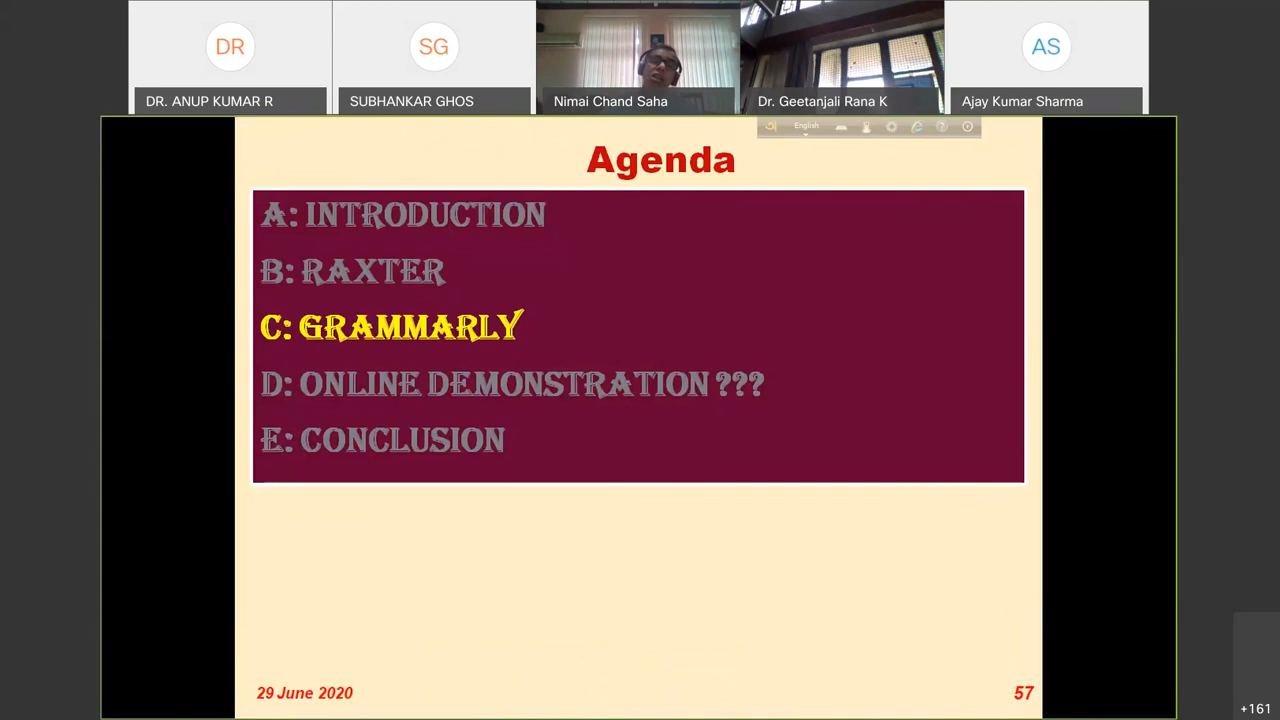 DR
SG
AS
DR. ANUP KUMAR R
SUBHANKAR GHOS
Nimai Chand Saha
Dr. Geetanjali Rana K
Ajay Kumar Sharma
English
Agenda
A: INTRODUCTION
B: RAXTER
C: GRAMMARLY
D: ONLINE DEMONSTRATION ???
E: CONCLUSION
29 June 2020
57
+161